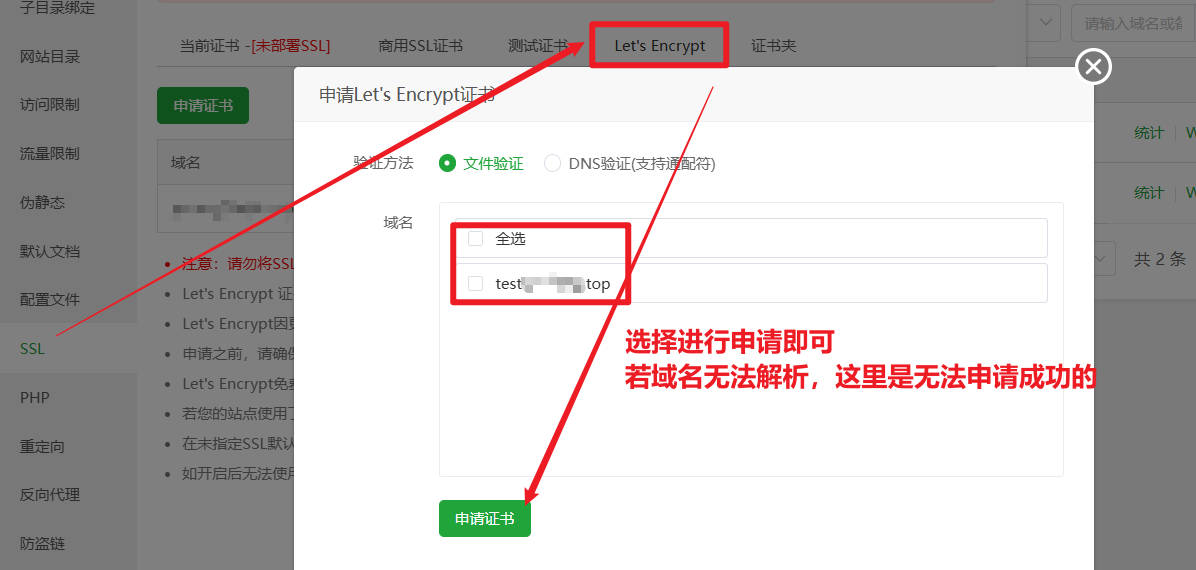 子目录绑定
网站目录
访问限制
流量限制
伪静态
默认文档
配置文件
SSL
PHP
重定向
反向代理
防盗链
当前证书 -[未部署SSL]
商用SSL证书
测试证书
Let's Encrypt
证书夹
申请证书
域名
注意：请勿将SSL
Let's Encrypt 证
Let's Encrypt因更
申请之前，请确保
Let's Encrypt免费
若您的站点使用了
在未指定SSL默认
如开启后无法使用
请输入域名或备
统计
统计
共 2 条
申请Let's Encrypt证书
验证方法
文件验证
DNS验证(支持通配符)
域名
全选
test
top
选择进行申请即可
若域名无法解析，这里是无法申请成功的
申请证书